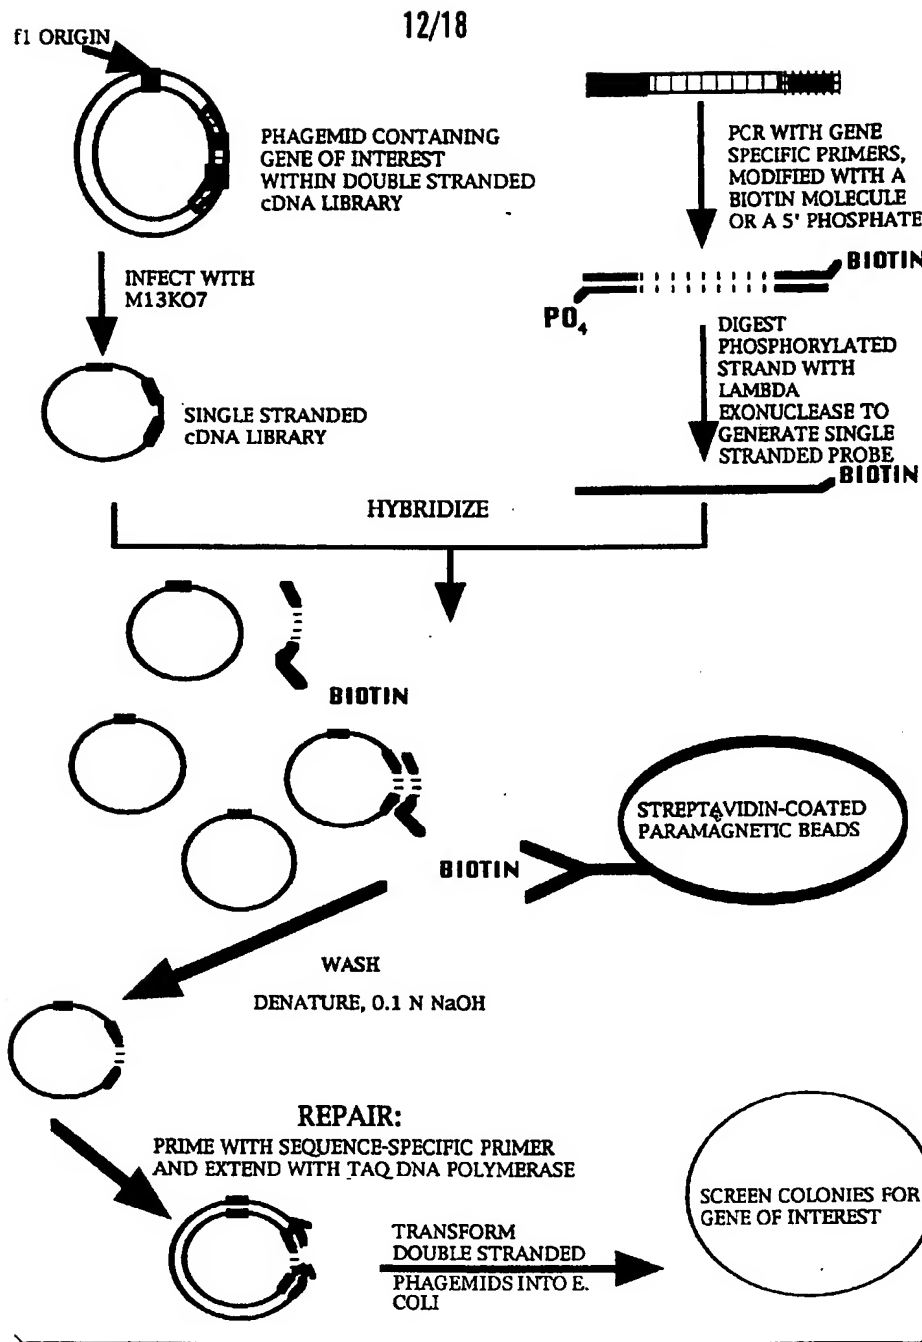 12/18
f1 ORIGIN
PHAGEMID CONTAINING
GENE OF INTEREST
WITHIN DOUBLE STRANDED
cDNA LIBRARY
INFECT WITH
M13KO7
SINGLE STRANDED
cDNA LIBRARY
PCR WITH GENE
SPECIFIC PRIMERS,
MODIFIED WITH A
BIOTIN MOLECULE
OR A 5' PHOSPHATE
BIOTIN
PO4
DIGEST
PHOSPHORYLATED
STRAND WITH
LAMBDA
EXONUCLEASE TO
GENERATE SINGLE
STRANDED PROBE
BIOTIN
HYBRIDIZE
BIOTIN
STREPTAVIDIN-COATED
PARAMAGNETIC BEADS
BIOTIN
WASH
DENATURE, 0.1 N NaOH
REPAIR:
PRIME WITH SEQUENCE-SPECIFIC PRIMER
AND EXTEND WITH TAQ DNA POLYMERASE
TRANSFORM
DOUBLE STRANDED
PHAGEMIDS INTO E.
COLI
SCREEN COLONIES FOR
GENE OF INTEREST